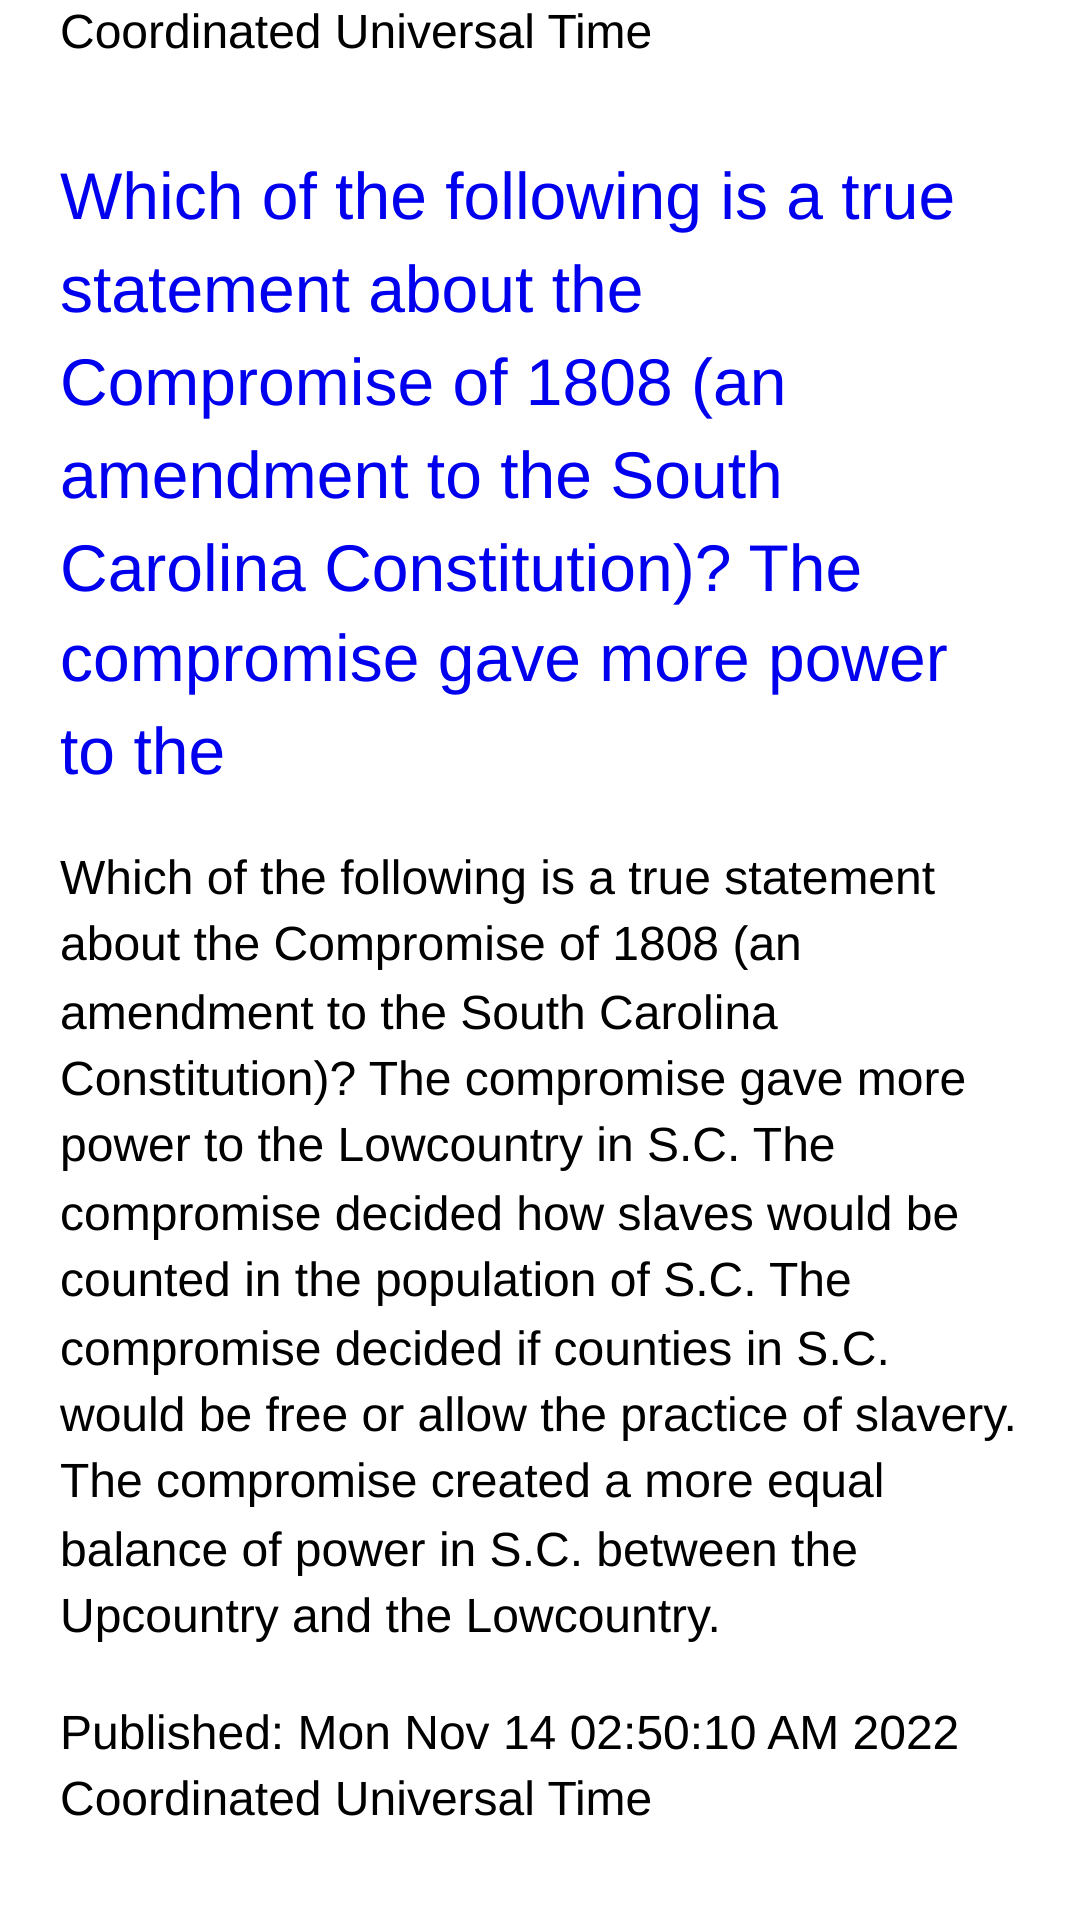 Coordinated Universal Time
Which of the following is a true
statement about the
Compromise of 1808 (an
amendment to the South
Carolina Constitution)? The
compromise gave more power
to the
Which of the following is a true statement
about the Compromise of 1808 (an
amendment to the South Carolina
Constitution)? The compromise gave more
power to the Lowcountry in S.C. The
compromise decided how slaves would be
counted in the population of S.C. The
compromise decided if counties in S.C.
would be free or allow the practice of slavery.
The compromise created a more equal
balance of power in S.C. between the
Upcountry and the Lowcountry.
Published: Mon Nov 14 02:50:10 AM 2022
Coordinated Universal Time